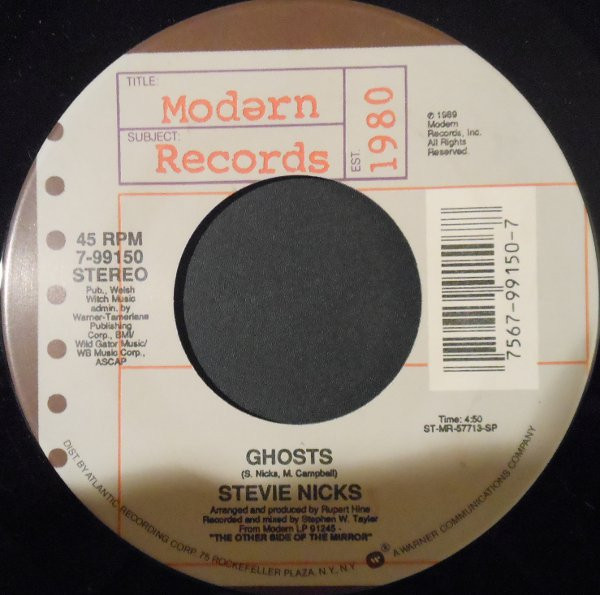 TITLE:
Modərn
SUBJECT:
Records
EST.
1980
℗ 1989
Modern
Records, Inc.
All Rights
Reserved.
45 RPM
7-99150
STEREO
Pub., Welsh
Witch Music
admin. by
Warner-Tamerlane
Publishing
Corp., BMI/
Wild Gator Music/
WB Music Corp.,
ASCAP
7567-99150-7
Time: 4:50
ST-MR-57713-SP
GHOSTS
(S. Nicks, M. Campbell)
STEVIE NICKS
Arranged and produced by Rupert Hine
Recorded and mixed by Stephen W. Tayler
From Modern LP 91245 -
"THE OTHER SIDE OF THE MIRROR"
DIST. BY ATLANTIC RECORDING CORP. 75 ROCKEFELLER PLAZA, N.Y., N.Y. ® A WARNER COMMUNICATIONS COMPANY